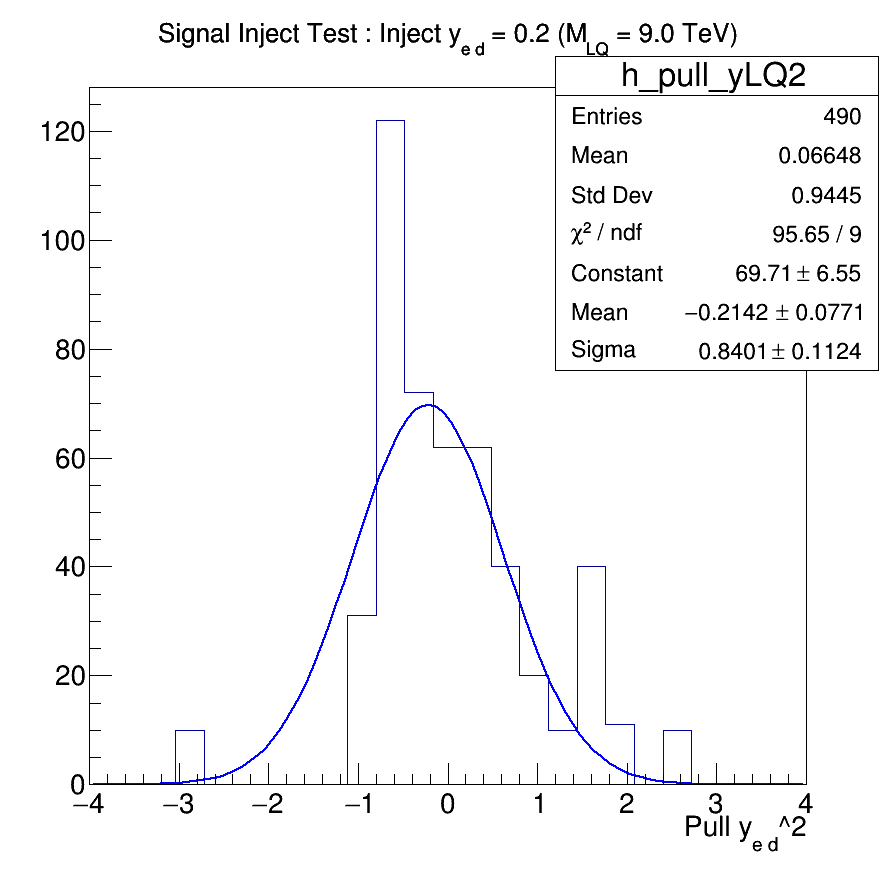 Signal Inject Test : Inject y_{e d} = 0.2 (M_{LQ} = 9.0 TeV)
h_pull_yLQ2
Entries 490
Mean 0.06648
Std Dev 0.9445
χ² / ndf 95.65 / 9
Constant 69.71 ± 6.55
Mean −0.2142 ± 0.0771
Sigma 0.8401 ± 0.1124
120
100
80
60
40
20
0
−4 −3 −2 −1 0 1 2 3 4
Pull y_{e d}^2